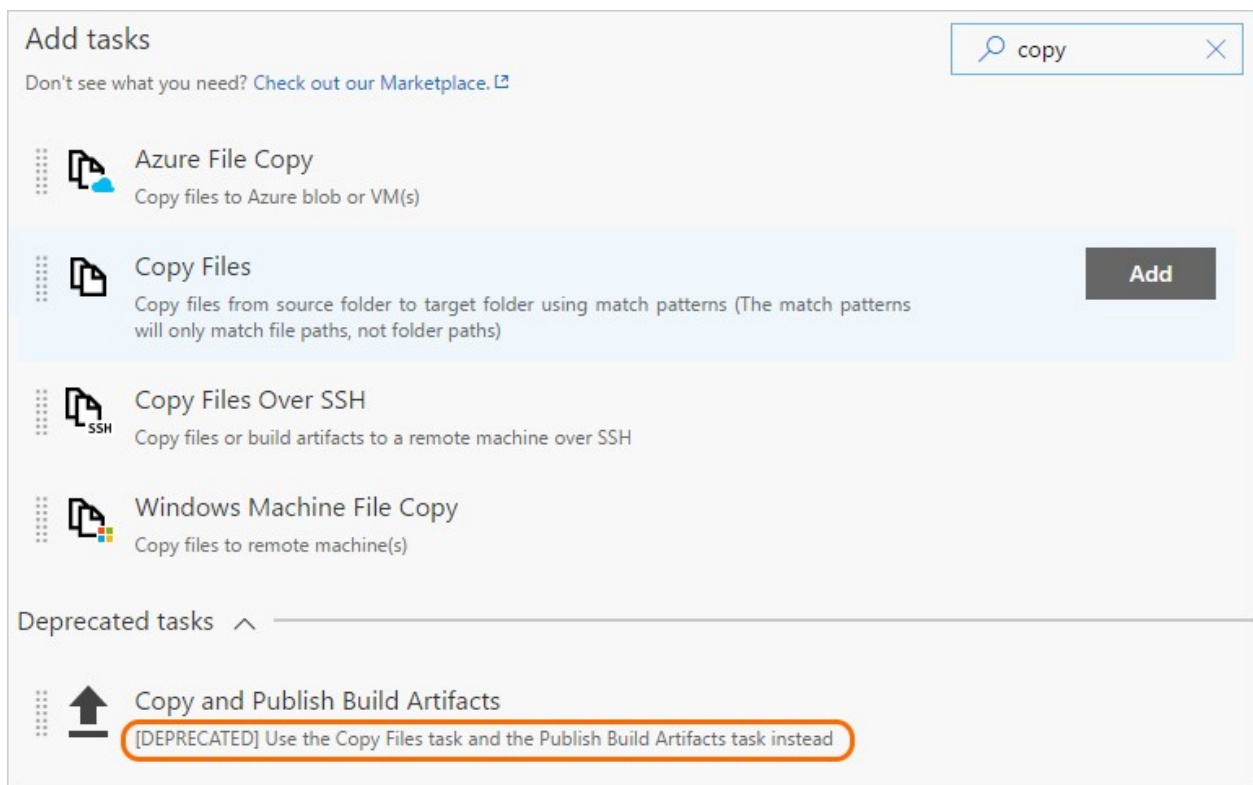 Add tasks
copy
Don't see what you need? Check out our Marketplace.
Azure File Copy
Copy files to Azure blob or VM(s)
Copy Files
Add
Copy files from source folder to target folder using match patterns (The match patterns
will only match file paths, not folder paths)
SSH
Copy Files Over SSH
Copy files or build artifacts to a remote machine over SSH
Windows Machine File Copy
Copy files to remote machine(s)
Deprecated tasks
Copy and Publish Build Artifacts
[DEPRECATED] Use the Copy Files task and the Publish Build Artifacts task instead